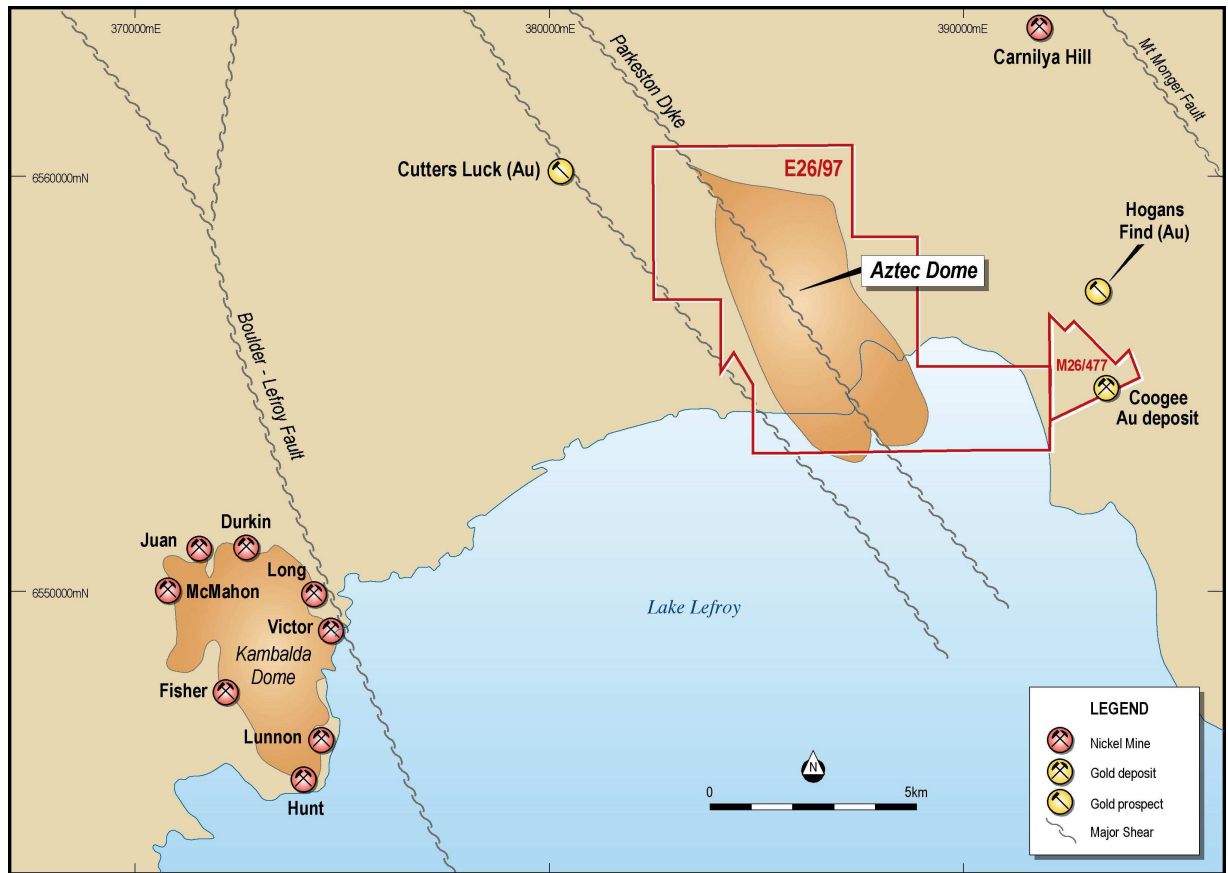 370000mE
380000mE
390000mE
Carnilya Hill
Mt Monger Fault
Parkeston Dyke
Cutters Luck (Au)
6560000mN
E26/97
Hogans
Find (Au)
Aztec Dome
Boulder - Lefroy Fault
M26/477
Coogee
Au deposit
Durkin
Juan
Long
McMahon
6550000mN
Victor
Kambalda
Dome
Lake Lefroy
Fisher
Lunnon
Hunt
N
0
5km
LEGEND
Nickel Mine
Gold deposit
Gold prospect
Major Shear